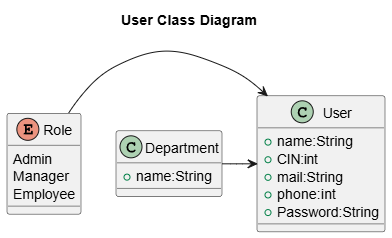 User Class Diagram
E Role
Admin
Manager
Employee
C Department
name:String
C User
name:String
CIN:int
mail:String
phone:int
Password:String